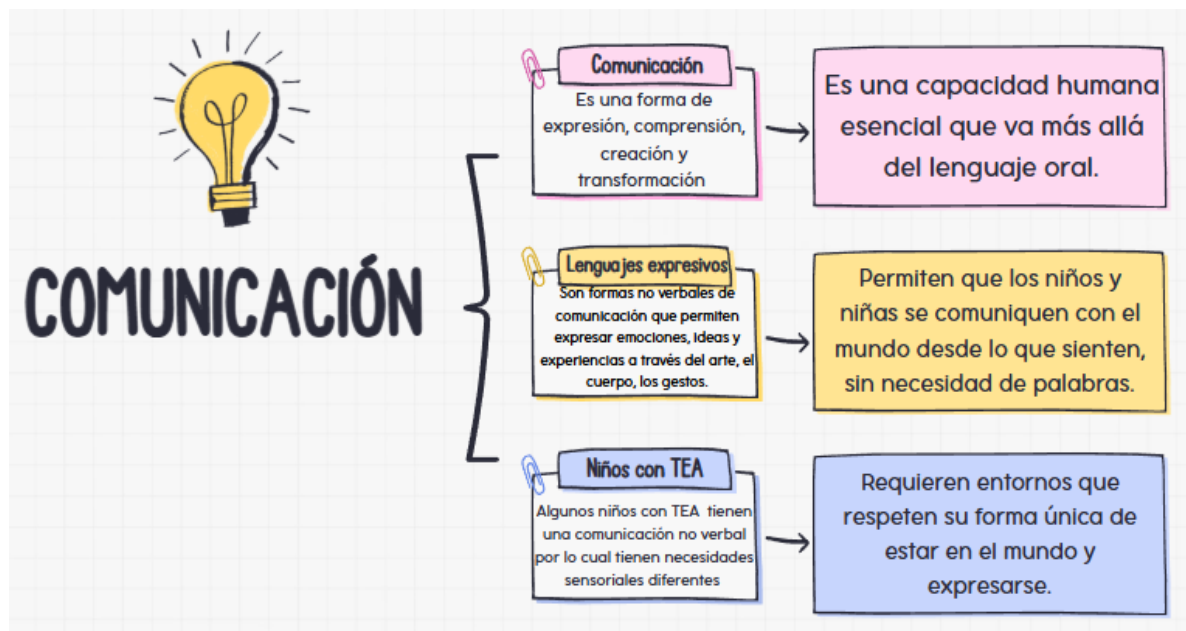 COMUNICACIÓN
Comunicación
Es una forma de
expresión, comprensión,
creación y
transformación
Es una capacidad humana
esencial que va más allá
del lenguaje oral.
Lenguajes expresivos
Son formas no verbales de
comunicación que permiten
expresar emociones, ideas y
experiencias a través del arte, el
cuerpo, los gestos.
Permiten que los niños y
niñas se comuniquen con el
mundo desde lo que sienten,
sin necesidad de palabras.
Niños con TEA
Algunos niños con TEA tienen
una comunicación no verbal
por lo cual tienen necesidades
sensoriales diferentes
Requieren entornos que
respeten su forma única de
estar en el mundo y
expresarse.